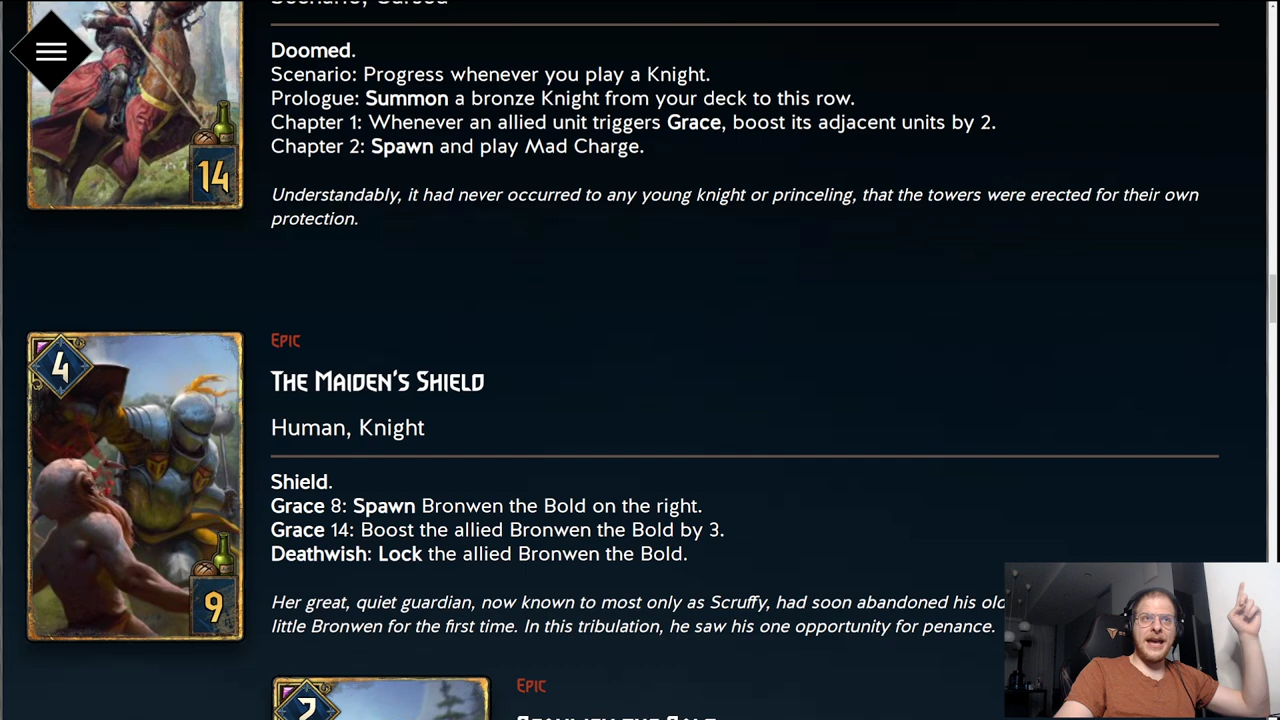 Scenario, Cursed
Doomed.
Scenario: Progress whenever you play a Knight.
Prologue: Summon a bronze Knight from your deck to this row.
Chapter 1: Whenever an allied unit triggers Grace, boost its adjacent units by 2.
Chapter 2: Spawn and play Mad Charge.
14
Understandably, it had never occurred to any young knight or princeling, that the towers were erected for their own
protection.
EPIC
4
THE MAIDEN'S SHIELD
Human, Knight
Shield.
Grace 8: Spawn Bronwen the Bold on the right.
Grace 14: Boost the allied Bronwen the Bold by 3.
Deathwish: Lock the allied Bronwen the Bold.
9
Her great, quiet guardian, now known to most only as Scruffy, had soon abandoned his
little Bronwen for the first time. In this tribulation, he saw his one opportunity for penance.
EPIC
2